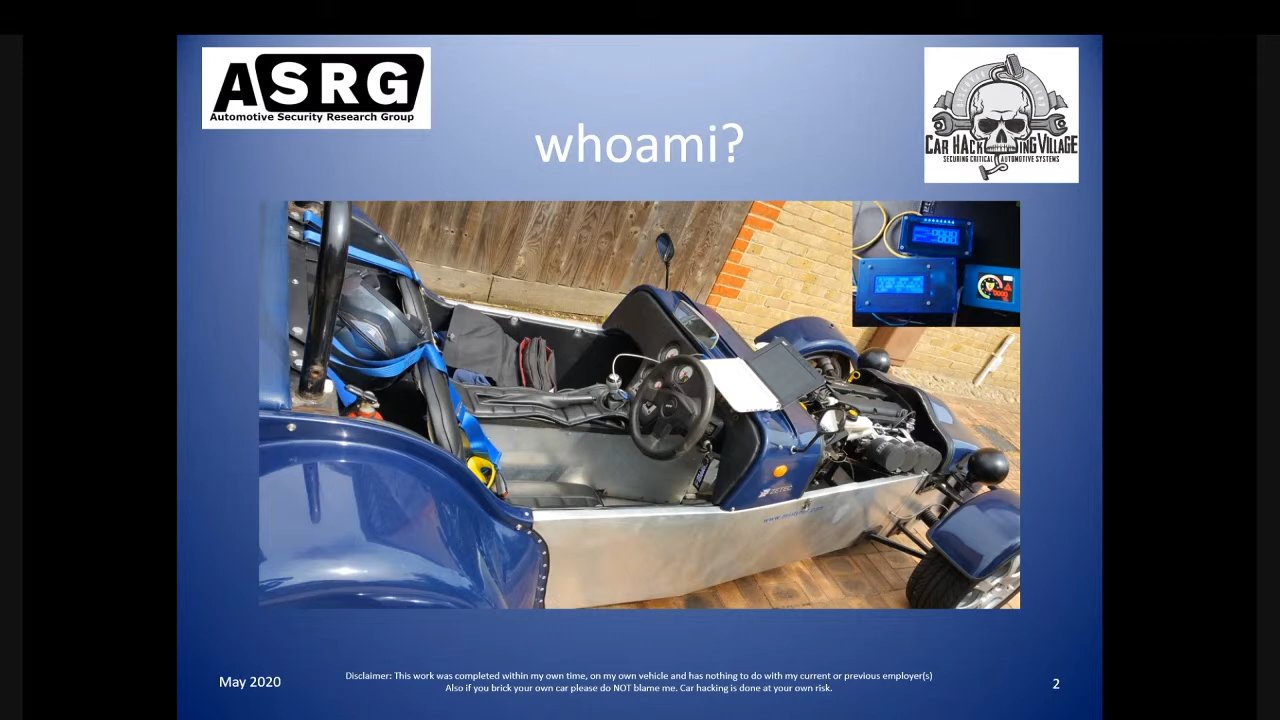 ASRG
Automotive Security Research Group
whoami?
CAR HACKING VILLAGE
SECURING CRITICAL AUTOMOTIVE SYSTEMS
ZETEC
May 2020
Disclaimer: This work was completed within my own time, on my own vehicle and has nothing to do with my current or previous employer(s)
Also if you brick your own car please do NOT blame me. Car hacking is done at your own risk.
2